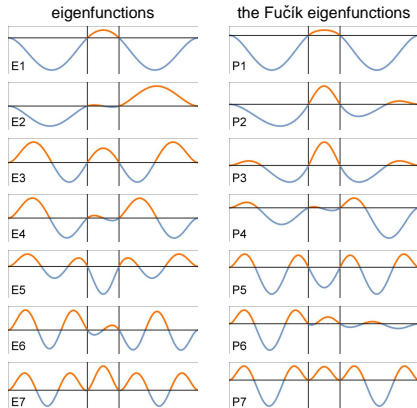 eigenfunctions
the Fučík eigenfunctions
E1
P1
E2
P2
E3
P3
E4
P4
E5
P5
E6
P6
E7
P7